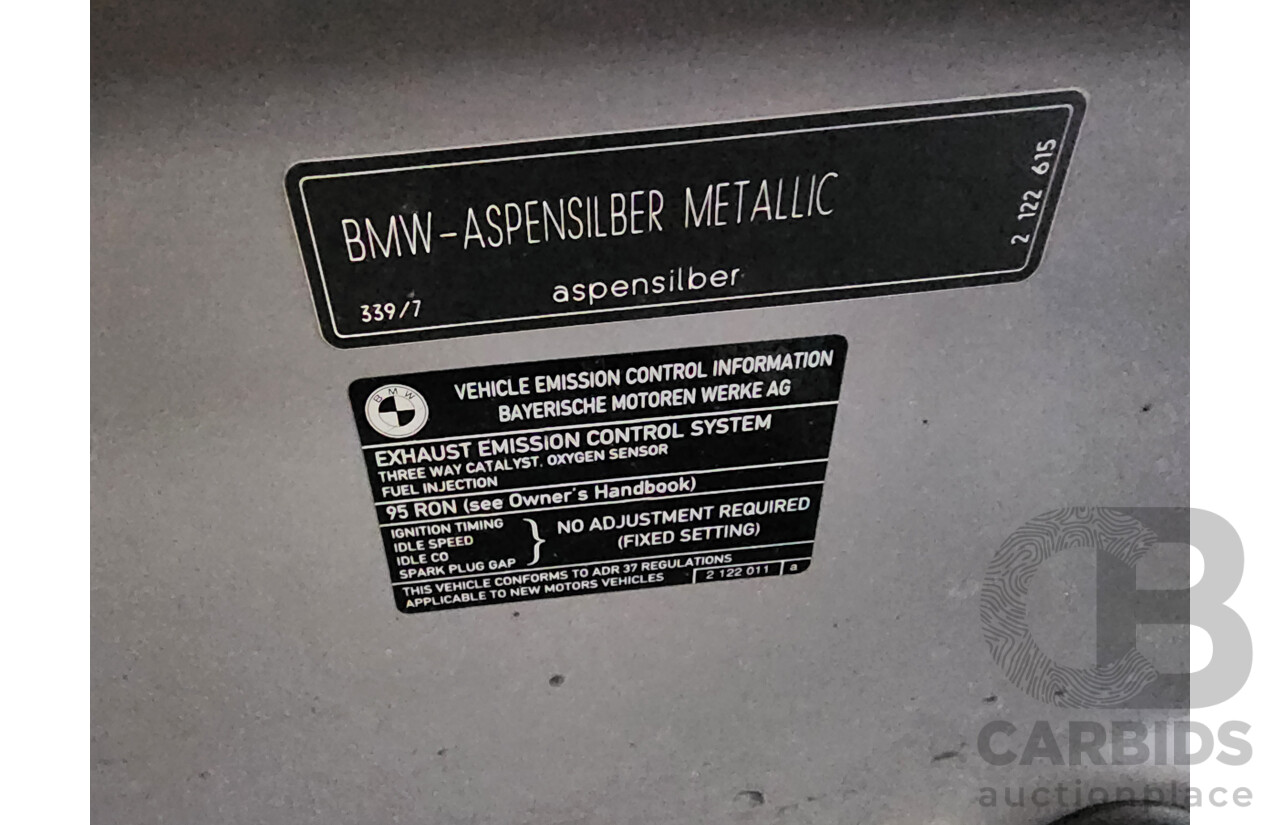 BMW-ASPENSILBER METALLIC
aspensilber
339/7
2 122 615
BMW
VEHICLE EMISSION CONTROL INFORMATION
BAYERISCHE MOTOREN WERKE AG
EXHAUST EMISSION CONTROL SYSTEM
THREE WAY CATALYST. OXYGEN SENSOR
FUEL INJECTION
95 RON (see Owner's Handbook)
IGNITION TIMING
IDLE SPEED
IDLE CO
SPARK PLUG GAP
NO ADJUSTMENT REQUIRED
(FIXED SETTING)
THIS VEHICLE CONFORMS TO ADR 37 REGULATIONS
APPLICABLE TO NEW MOTORS VEHICLES
2 122 011 a
CB
CARBIDS
auctionplace